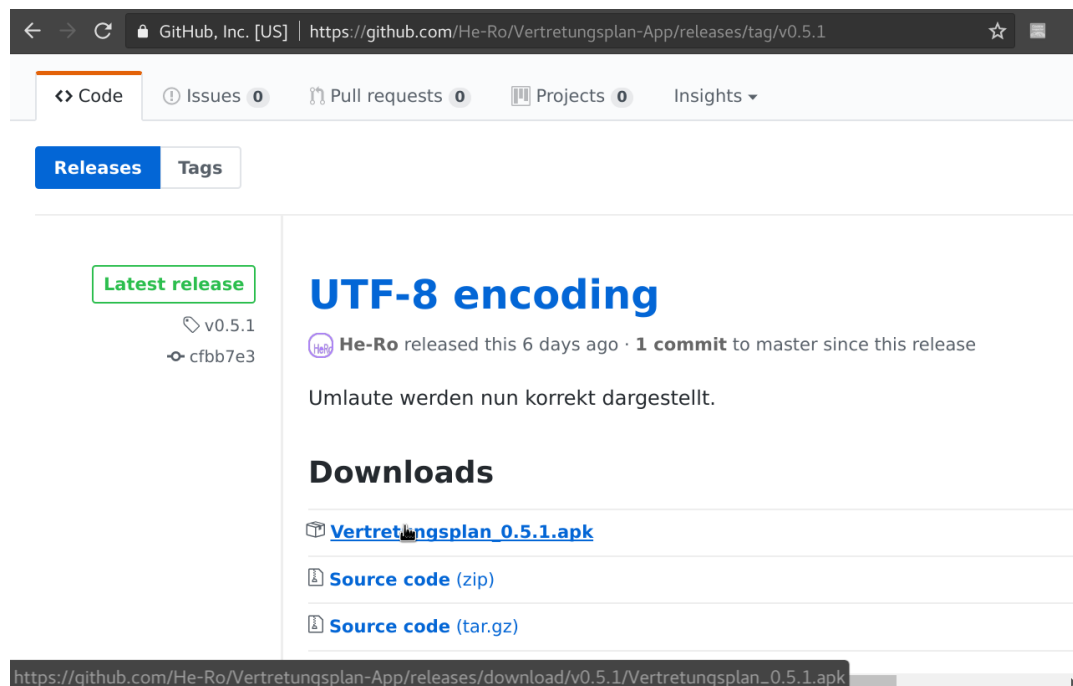 GitHub, Inc. [US] https://github.com/He-Ro/Vertretungsplan-App/releases/tag/v0.5.1
Code Issues 0 Pull requests 0 Projects 0 Insights
Releases Tags
Latest release
v0.5.1
cfbb7e3
UTF-8 encoding
HeRo He-Ro released this 6 days ago · 1 commit to master since this release
Umlaute werden nun korrekt dargestellt.
Downloads
Vertretungsplan_0.5.1.apk
Source code (zip)
Source code (tar.gz)
https://github.com/He-Ro/Vertretungsplan-App/releases/download/v0.5.1/Vertretungsplan_0.5.1.apk